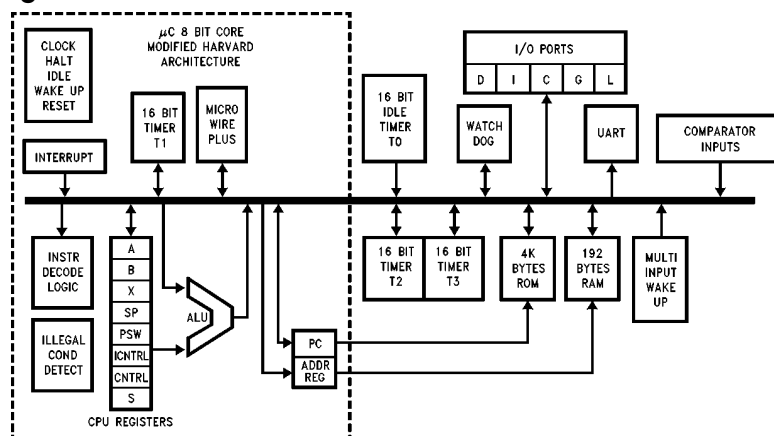 CLOCK
HALT
IDLE
WAKE UP
RESET
μC 8 BIT CORE
MODIFIED HARVARD
ARCHITECTURE
INTERRUPT
16 BIT
TIMER
T1
MICRO
WIRE
PLUS
16 BIT
IDLE
TIMER
T0
WATCH
DOG
I/O PORTS
D I C G L
UART
COMPARATOR
INPUTS
INSTR
DECODE
LOGIC
ILLEGAL
COND
DETECT
A
B
X
SP
PSW
ICNTRL
CNTRL
S
CPU REGISTERS
ALU
PC
ADDR
REG
16 BIT
TIMER
T2
16 BIT
TIMER
T3
4K
BYTES
ROM
192
BYTES
RAM
MULTI
INPUT
WAKE
UP